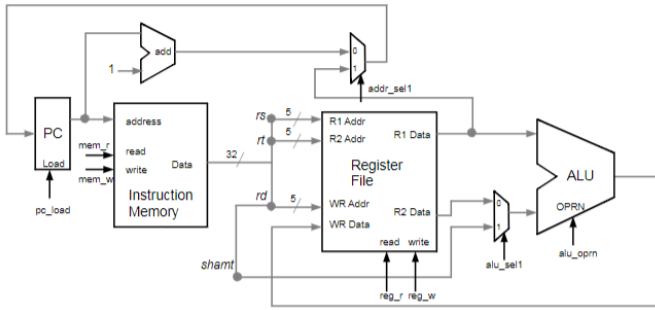 add
1
0
1
addr_sel1
PC
Load
pc_load
address
mem_r
read
mem_w
write
Data
Instruction
Memory
32
rs
5
rt
5
rd
5
shamt
R1 Addr
R2 Addr
R1 Data
Register
File
WR Addr
WR Data
R2 Data
read
write
reg_r
reg_w
0
1
alu_sel1
ALU
OPRN
alu_oprn